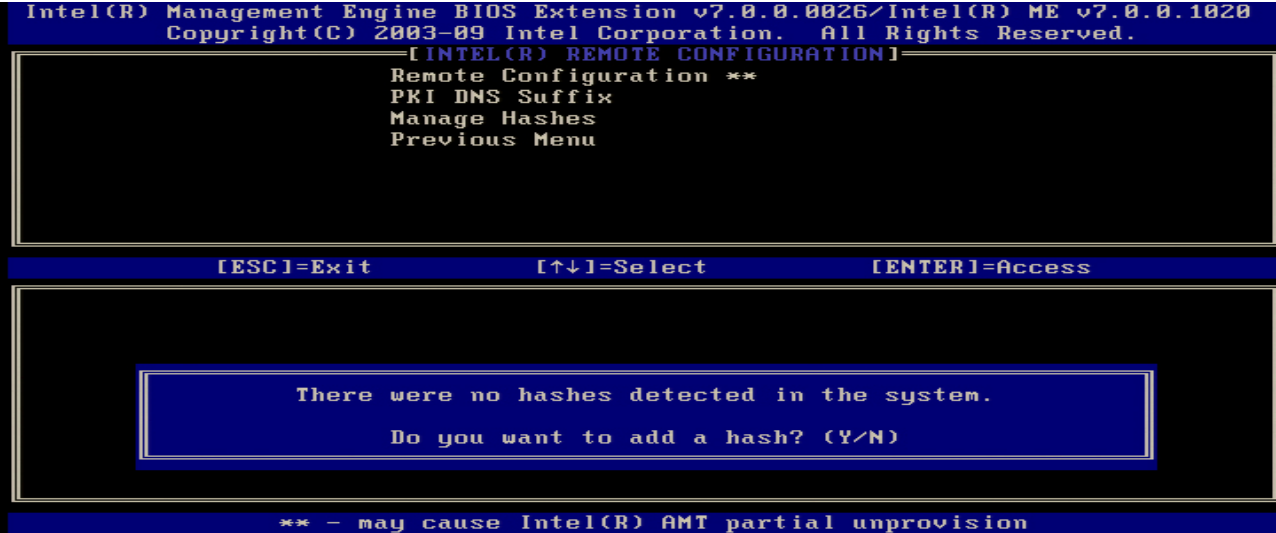 Intel(R) Management Engine BIOS Extension v7.0.0.0026/Intel(R) ME v7.0.0.1020
Copyright(C) 2003-09 Intel Corporation. All Rights Reserved.
[INTEL(R) REMOTE CONFIGURATION]
Remote Configuration **
PKI DNS Suffix
Manage Hashes
Previous Menu
[ESC]=Exit [↑↓]=Select [ENTER]=Access
There were no hashes detected in the system.
Do you want to add a hash? (Y/N)
** - may cause Intel(R) AMT partial unprovision